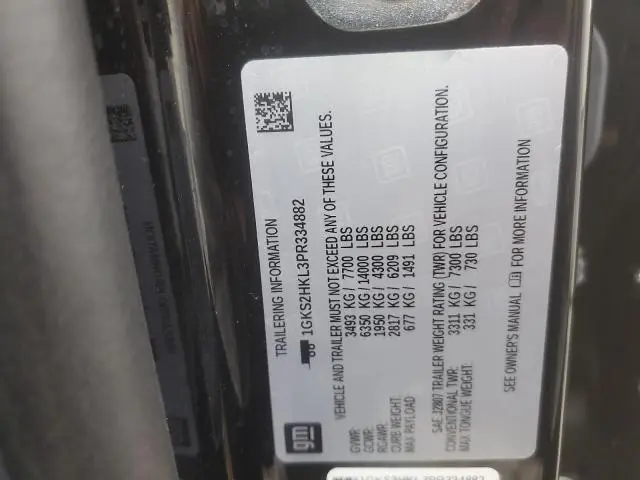 TRAILERING INFORMATION
1GKS2HKL3PR334882
VEHICLE AND TRAILER MUST NOT EXCEED ANY OF THESE VALUES.
GVWR: 3493 KG/ 7700 LBS
GCWR: 6350 KG/14000 LBS
RGAWR: 1950 KG/ 4300 LBS
CURB WEIGHT: 2817 KG/ 6209 LBS
MAX PAYLOAD: 677 KG/ 1491 LBS
SAE J2807 TRAILER WEIGHT RATING (TWR) FOR VEHICLE CONFIGURATION.
CONVENTIONAL TWR: 3311 KG/ 7300 LBS
MAX TONGUE WEIGHT: 331 KG/ 730 LBS
SEE OWNER'S MANUAL FOR MORE INFORMATION
gm
1GKS2HKL3PR334882